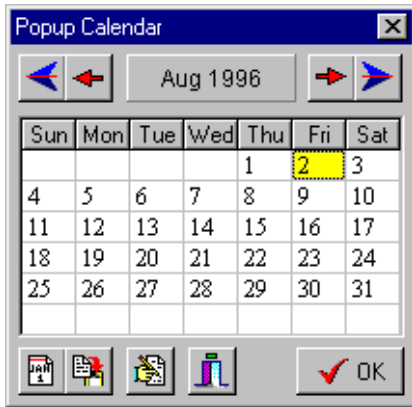 Popup Calendar
Aug 1996
Sun Mon Tue Wed Thu Fri Sat
1 2 3
4 5 6 7 8 9 10
11 12 13 14 15 16 17
18 19 20 21 22 23 24
25 26 27 28 29 30 31
JAN
1
OK